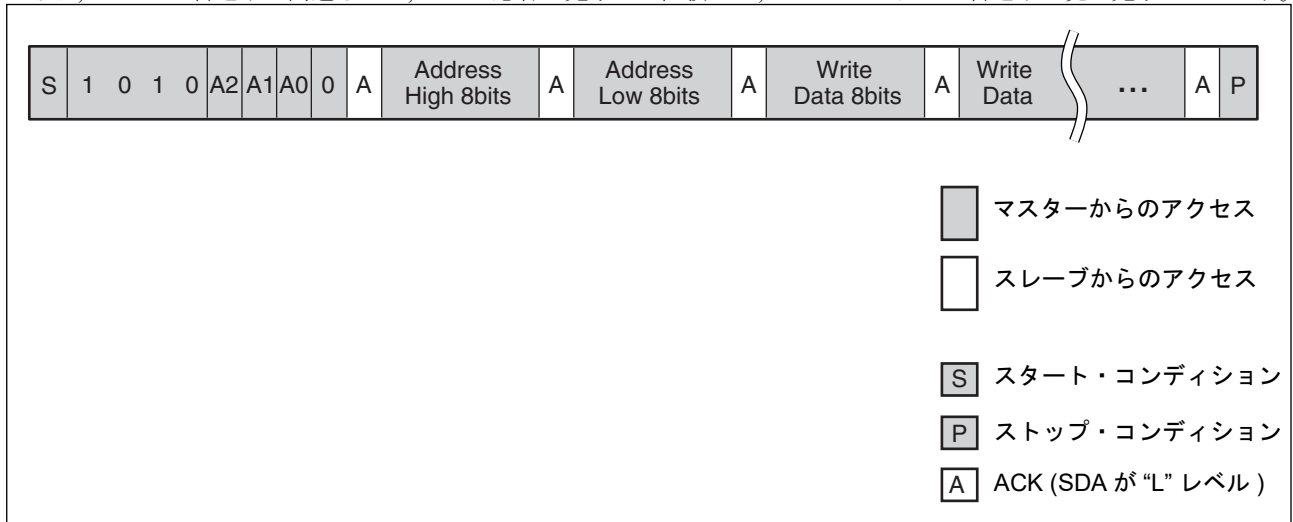 S 1 0 1 0 A2 A1 A0 0 A Address High 8bits A Address Low 8bits A Write Data 8bits A Write Data ... A P
マスターからのアクセス
スレーブからのアクセス
S スタート・コンディション
P ストップ・コンディション
A ACK (SDA が “L” レベル )